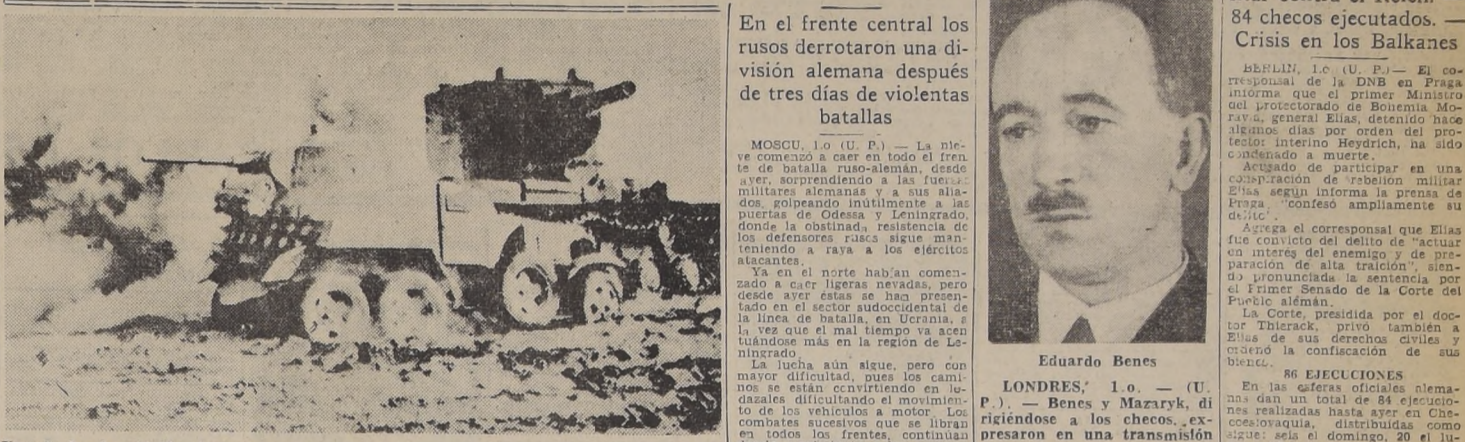 En el frente central los
rusos derrotaron una di-
visión alemana después
de tres días de violentas
batallas
MOSCU, 1.o (U. P.) — La nie-
ve comenzó a caer en todo el fren
te de batalla ruso-alemán, desde
ayer, sorprendiendo a las fuerzas
militares alemanas y a sus alia-
dos, golpeando inútilmente a las
puertas de Odessa y Leningrado,
donde la obstinada resistencia de
los defensores rusos sigue man-
teniendo a raya a los ejércitos
atacantes.
Ya en el norte habían comen-
zado a caer ligeras nevadas, pero
desde ayer éstas se han presen-
tado en el sector sudoccidental de
la línea de batalla, en Ucrania, a
la vez que el mal tiempo va acen
tuándose más en la región de Le-
ningrado
La lucha aún sigue, pero con
mayor dificultad, pues los cami-
nos se están convirtiendo en lo-
dazales dificultando el movimien-
to de los vehículos a motor. Los
combates sucesivos que se libran
en todos los frentes, continúan
Eduardo Benes
LONDRES, 1.o. — (U.
P.). — Benes y Mazaryk, di
rigiéndose a los checos, ex-
presaron en una transmisión
84 checos ejecutados. —
Crisis en los Balkanes
BERLIN, 1.o (U. P.) — El co-
rresponsal de la DNB en Praga
informa que el primer Ministro
del protectorado de Bohemia Mo-
ravia, general Elias, detenido hace
algunos días por orden del pro-
tector interino Heydrich, ha sido
condenado a muerte.
Acusado de participar en una
conspiración de rebelión militar
Elias según informa la prensa de
Praga, "confesó ampliamente su
delito".
Agrega el corresponsal que Elias
fue convicto del delito de "actuar
en interés del enemigo y de pre-
paración de alta traición", sien-
do pronunciada la sentencia por
el Primer Senado de la Corte del
Pueblo alemán.
La Corte, presidida por el doc-
tor Thierack, privó también a
Elias de sus derechos civiles y
ordenó la confiscación de sus
bienes.
86 EJECUCIONES
En las esferas oficiales alema-
nas dan un total de 84 ejecucio-
nes realizadas hasta ayer en Che-
coeslovaquia, distribuídas como
sigue: seis el domingo, 20 el lu-